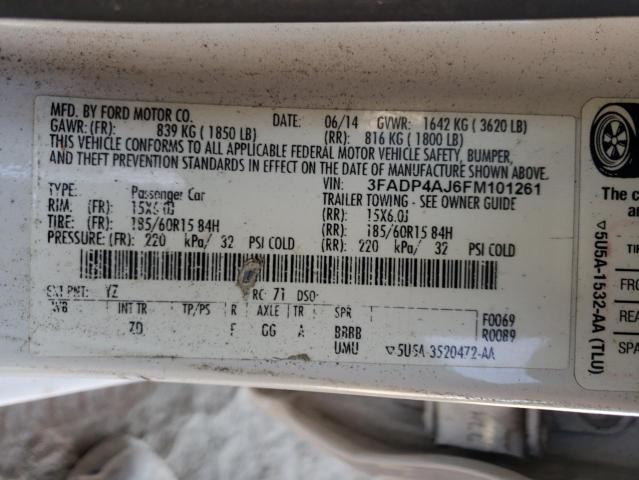 MFD. BY FORD MOTOR CO.
DATE: 06/14 GVWR: 1642 KG ( 3620 LB)
GAWR: (FR): 839 KG ( 1850 LB) (RR): 816 KG ( 1800 LB)
THIS VEHICLE CONFORMS TO ALL APPLICABLE FEDERAL MOTOR VEHICLE SAFETY, BUMPER,
AND THEFT PREVENTION STANDARDS IN EFFECT ON THE DATE OF MANUFACTURE SHOWN ABOVE.
VIN: 3FADP4AJ6FM101261
TYPE: Passenger Car TRAILER TOWING - SEE OWNER GUIDE
RIM: (FR): 15X6.0J (RR): 15X6.0J
TIRE: (FR): 185/60R15 84H (RR): 185/60R15 84H
PRESSURE: (FR): 220 kPa/ 32 PSI COLD (RR): 220 kPa/ 32 PSI COLD
EXT PNT: YZ RC: 71 DSO:
WB INT TR TP/PS R AXLE TR SPR F0069
ZD F GG A BRRB R0089
UMU ▽5U5A-3520472-AA
The c
are
▽5U5A-1532-AA (TLU)
TI
FRO
REA
SPA